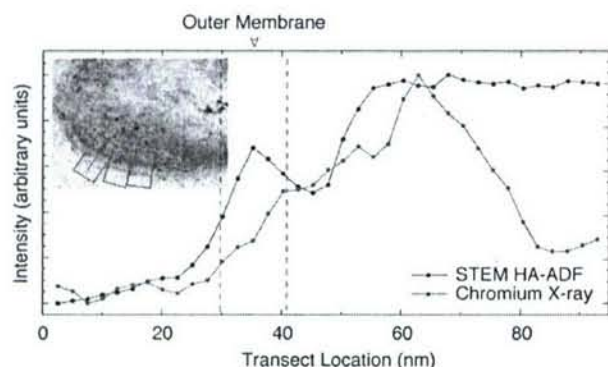 Outer Membrane
Intensity (arbitrary units)
STEM HA-ADF
Chromium X-ray
0 20 40 60 80
Transect Location (nm)